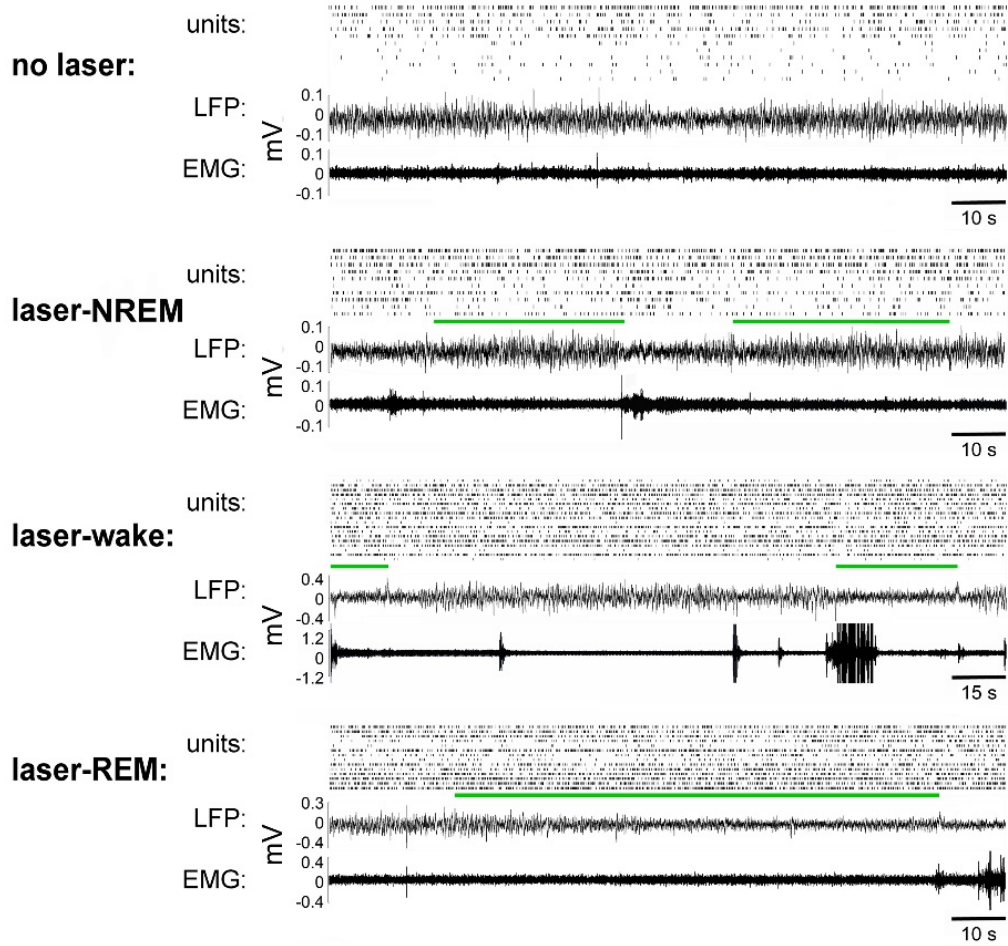 units:
no laser:
LFP:
0.1
0
-0.1
mV
EMG:
0.1
0
-0.1
10 s
units:
laser-NREM
LFP:
0.1
0
-0.1
mV
EMG:
0.1
0
-0.1
10 s
units:
laser-wake:
LFP:
0.4
0
-0.4
mV
EMG:
1.2
0
-1.2
15 s
units:
laser-REM:
LFP:
0.3
0
-0.4
mV
EMG:
0.4
0
-0.4
10 s